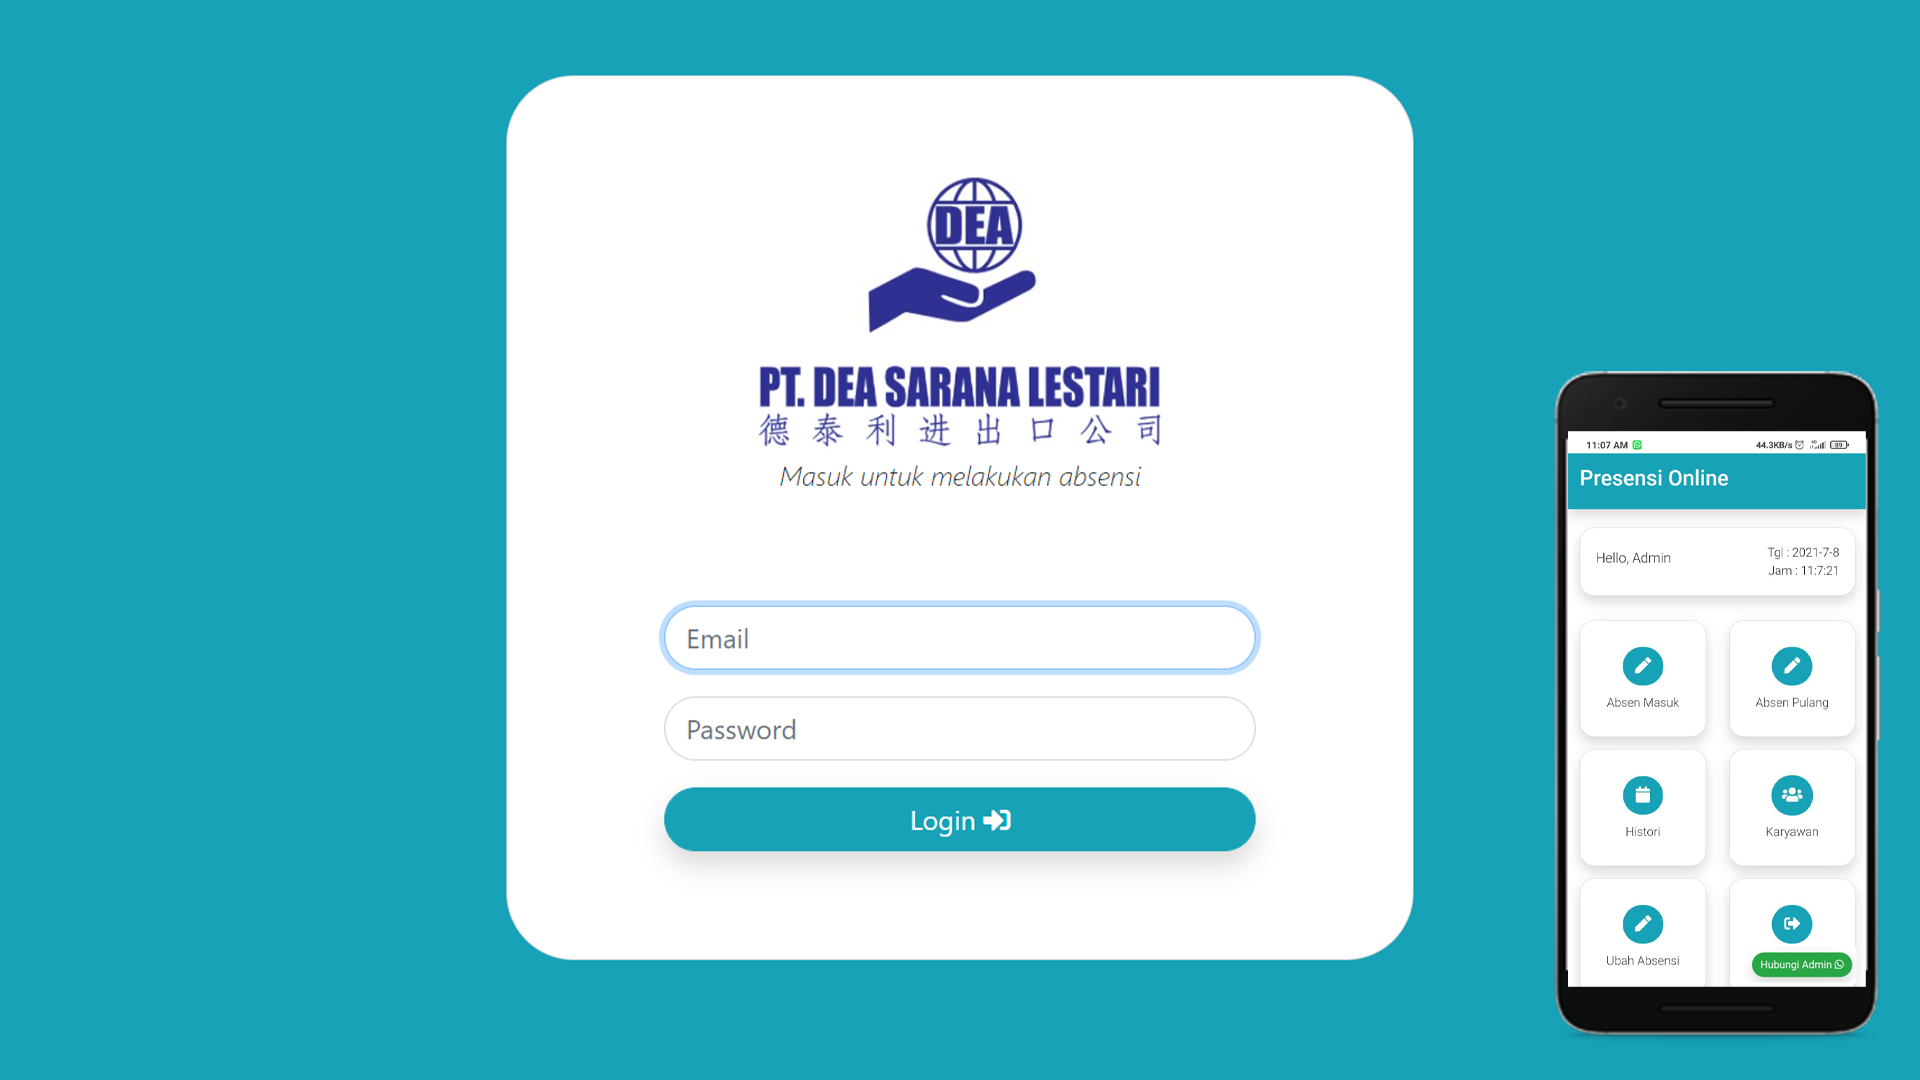 DEA
PT. DEA SARANA LESTARI
德泰利进出口公司
Masuk untuk melakukan absensi
Email
Password
Login
11:07 AM
44.3KB/s
4G
89
Presensi Online
Hello, Admin
Tgl : 2021-7-8
Jam : 11:7:21
Absen Masuk
Absen Pulang
Histori
Karyawan
Ubah Absensi
Hubungi Admin